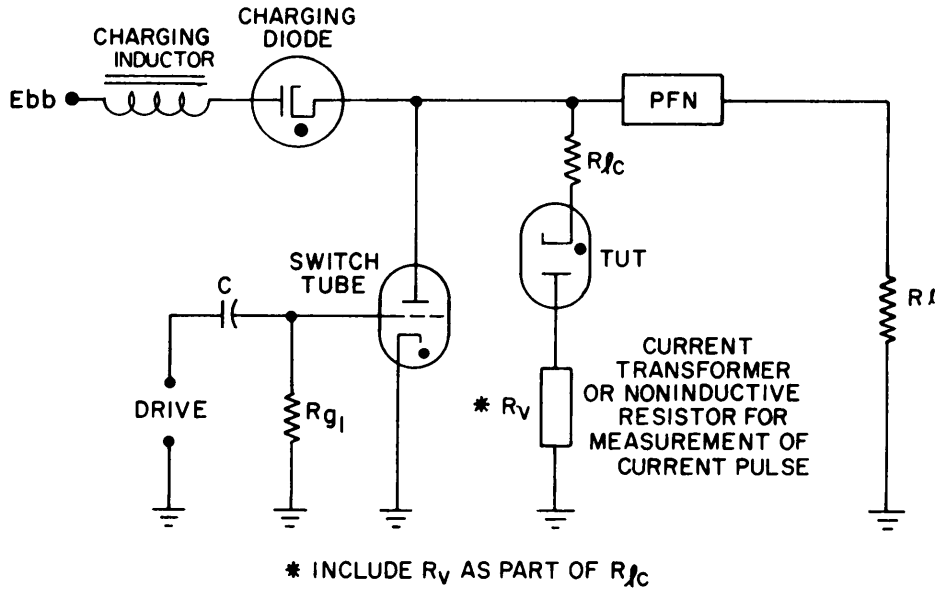 CHARGING
INDUCTOR
CHARGING
DIODE
Ebb
PFN
Rℓc
TUT
SWITCH
TUBE
C
DRIVE
Rg1
Rℓ
* Rv
CURRENT
TRANSFORMER
OR NONINDUCTIVE
RESISTOR FOR
MEASUREMENT OF
CURRENT PULSE
* INCLUDE Rv AS PART OF Rℓc